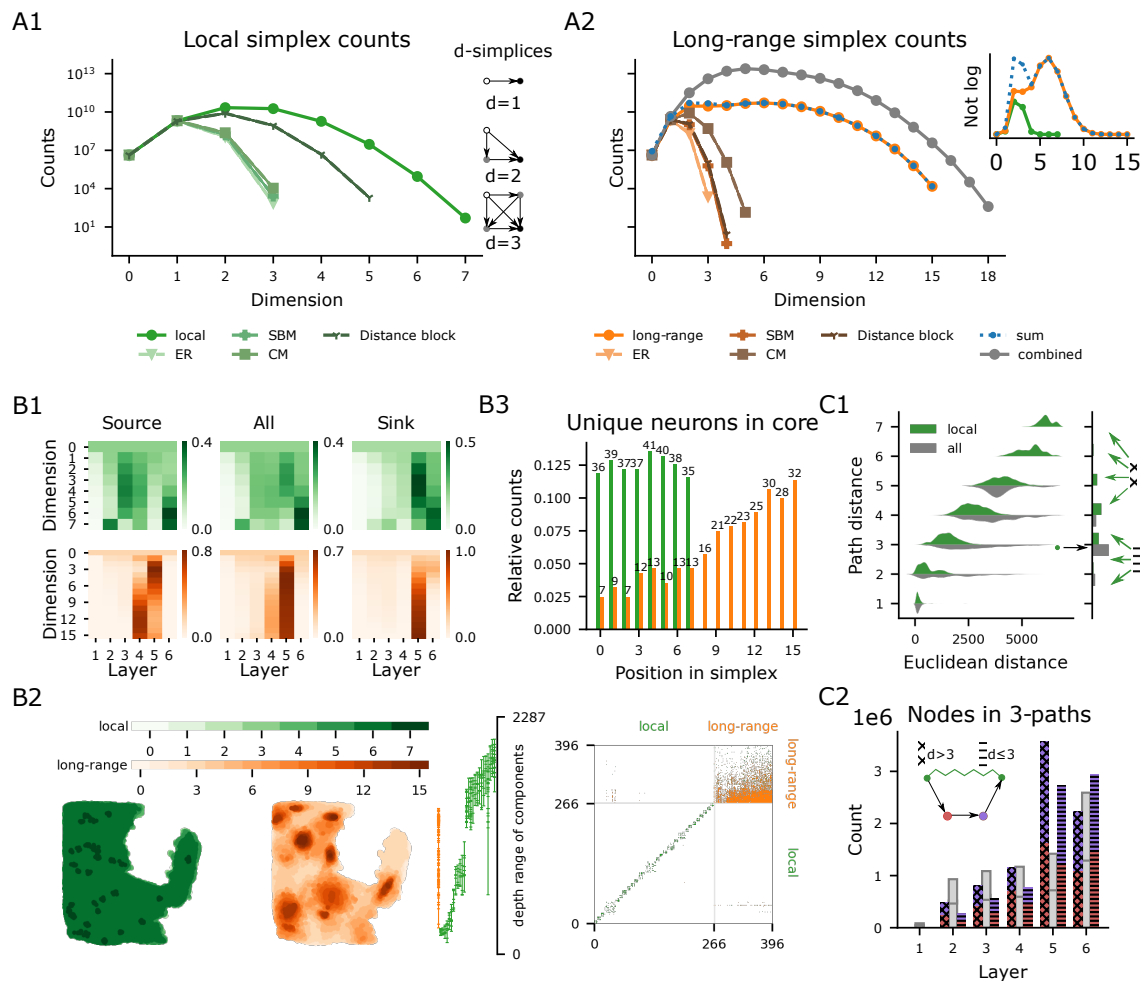 A1
Local simplex counts
d-simplices
Counts
10^13
10^10
10^7
10^4
10^1
d=1
d=2
d=3
0 1 2 3 4 5 6 7
Dimension
local SBM Distance block
ER CM
A2
Long-range simplex counts
Counts
10^13
10^10
10^7
10^4
10^1
0 3 6 9 12 15 18
Dimension
Not log
0 5 10 15
long-range SBM Distance block sum
ER CM combined
B1
Source All Sink
Dimension
0
1
2
3
4
5
6
7
0.4 0.4 0.5
0.0 0.0 0.0
Dimension
0
3
6
9
12
15
0.8 0.7 1.0
0.0 0.0 0.0
1 2 3 4 5 6 1 2 3 4 5 6 1 2 3 4 5 6
Layer Layer Layer
B3
Unique neurons in core
Relative counts
0.125
0.100
0.075
0.050
0.025
0.000
36 39 37 37 41 40 38 35
7 9 7 12 13 10 13 13 16 21 22 23 25 30 28 32
0 3 6 9 12 15
Position in simplex
C1
local
all
Path distance
7
6
5
4
3
2
1
0 2500 5000
Euclidean distance
B2
local
0 1 2 3 4 5 6 7
long-range
0 3 6 9 12 15
2287
depth range of components
0
local long-range
396
266
0
long-range
local
0 266 396
C2
1e6
Nodes in 3-paths
d>3 d≤3
Count
3
2
1
0
1 2 3 4 5 6
Layer